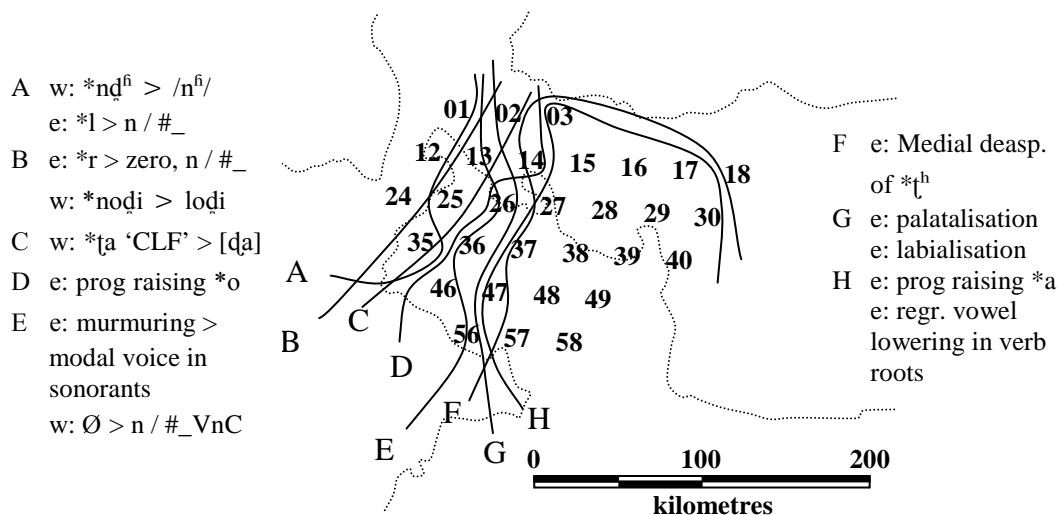 A w: *nd̪ʱ > /nʱ/
e: *l > n / #_
B e: *r > zero, n / #_
w: *nod̪i > lod̪i
C w: *ʈa ‘CLF’ > [ɖa]
D e: prog raising *o
E e: murmuring >
modal voice in
sonorants
w: Ø > n / #_VnC
01 02 03
12 13 14 15 16 17 18
24 25 26 27 28 29 30
35 36 37 38 39 40
46 47 48 49
56 57 58
A
B
C
D
E
F
G
H
F e: Medial deasp.
of *ʈʰ
G e: palatalisation
e: labialisation
H e: prog raising *a
e: regr. vowel
lowering in verb
roots
0 100 200
kilometres